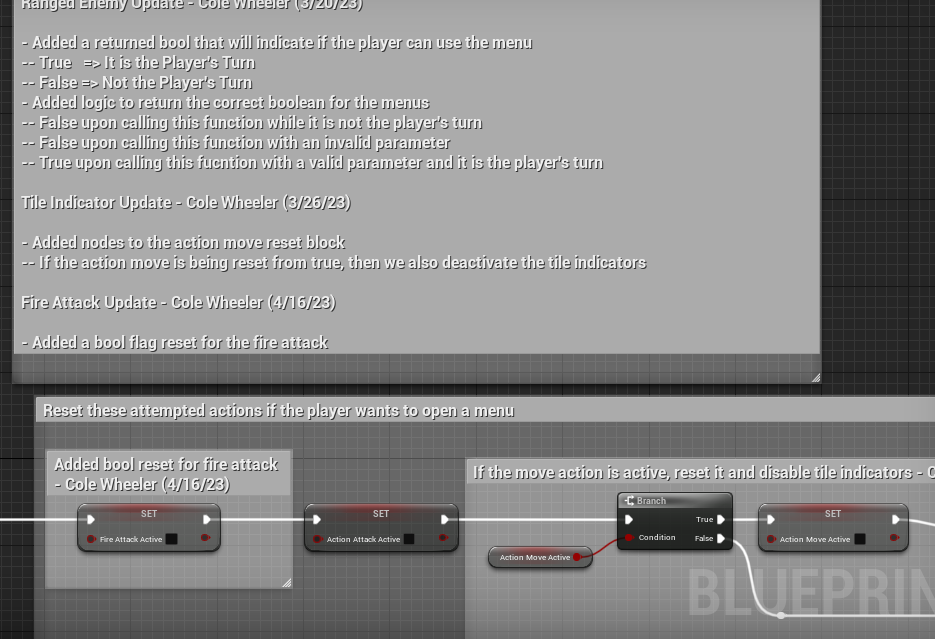 Ranged Enemy Update - Cole Wheeler (3/20/23)
- Added a returned bool that will indicate if the player can use the menu
-- True => It is the Player's Turn
-- False => Not the Player's Turn
- Added logic to return the correct boolean for the menus
-- False upon calling this function while it is not the player's turn
-- False upon calling this function with an invalid parameter
-- True upon calling this fucntion with a valid parameter and it is the player's turn
Tile Indicator Update - Cole Wheeler (3/26/23)
- Added nodes to the action move reset block
-- If the action move is being reset from true, then we also deactivate the tile indicators
Fire Attack Update - Cole Wheeler (4/16/23)
- Added a bool flag reset for the fire attack
Reset these attempted actions if the player wants to open a menu
Added bool reset for fire attack
- Cole Wheeler (4/16/23)
If the move action is active, reset it and disable tile indicators - C
SET
Fire Attack Active
SET
Action Attack Active
Branch
True
Condition
False
Action Move Active
SET
Action Move Active
BLUEPRIN